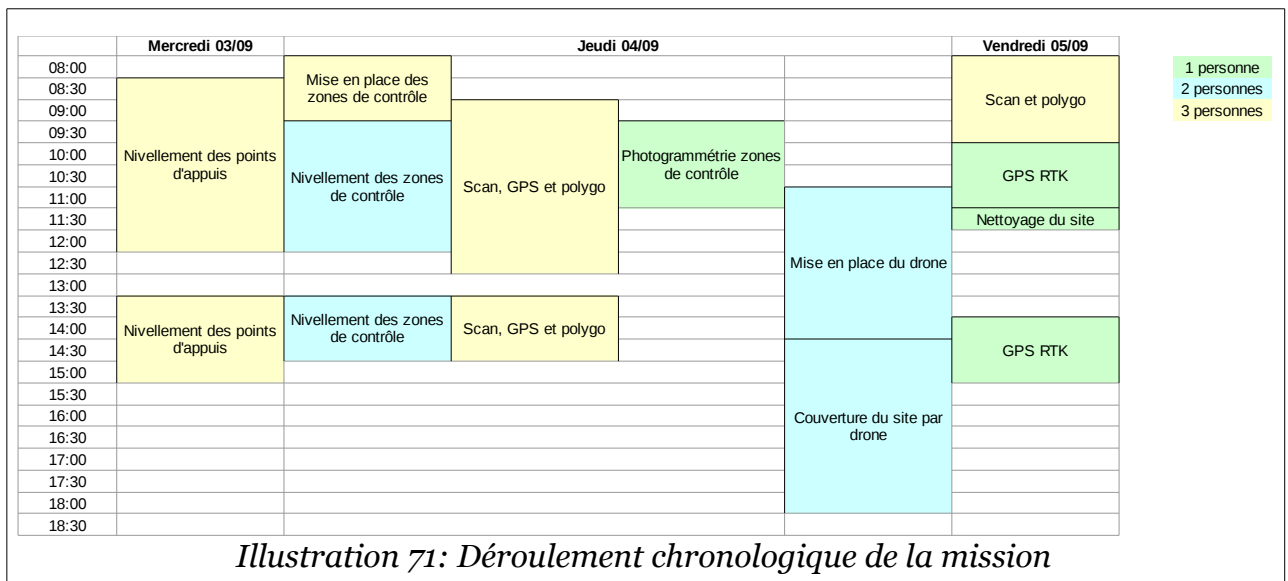 Mercredi 03/09
Jeudi 04/09
Vendredi 05/09
08:00
08:30
09:00
09:30
10:00
10:30
11:00
11:30
12:00
12:30
13:00
13:30
14:00
14:30
15:00
15:30
16:00
16:30
17:00
17:30
18:00
18:30
Nivellement des points
d'appuis
Nivellement des points
d'appuis
Mise en place des
zones de contrôle
Nivellement des zones
de contrôle
Nivellement des zones
de contrôle
Scan, GPS et polygo
Scan, GPS et polygo
Photogrammétrie zones
de contrôle
Mise en place du drone
Couverture du site par
drone
Scan et polygo
GPS RTK
Nettoyage du site
GPS RTK
1 personne
2 personnes
3 personnes
Illustration 71: Déroulement chronologique de la mission